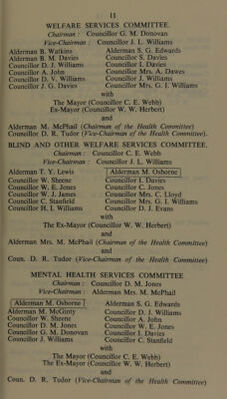 11
WELFARE SERVICES COMMITTEE.
Chairman : Councillor G. M. Donovan
Vice-Chairman : Councillor J. L. Williams
Alderman B. Watkins Alderman S. G. Edwards
Alderman B. M. Davies Councillor S. Davies
Councillor D. J. Williams Councillor I. Davies
Councillor A. John Councillor Mrs. A. Dawes
Councillor D. V. Williams Councillor J. Williams
Councillor J. G. Davies Councillor Mrs. G. I. Williams
with
The Mayor (Councillor C. E. Webb)
Ex-Mayor (Councillor W. W. Herbert)
and
Alderman M. McPhail (Chairman of the Health Committee)
Councillor D. R. Tudor (Vice-Chairman of the Health Committee).
BLIND AND OTHER WELFARE SERVICES COMMITTEE.
Chairman : Councillor C. E. Webb
Vice-Chairman : Councillor J. L. Williams
Alderman T. Y. Lewis Alderman M. Osborne
Councillor W. Sheene Councillor I. Davies
Councillor W. E. Jones Councillor C. Jones
Councillor W. J. James Councillor Mrs. C. Lloyd
Councillor C. Stanfield Councillor Mrs. G. I. Williams
Councillor H. I. Williams Councillor D. J. Evans
with
The Ex-Mayor (Councillor W. W. Herbert)
and
Alderman Mrs. M. McPhail (Chairman of the Health Committee)
and
Coun. D. R. Tudor (Vice-Chairman of the Health Committee)
MENTAL HEALTH SERVICES COMMITTEE
Chairman : Councillor D. M. Jones
Vice-Chairman : Alderman Mrs. M. McPhail
Alderman M. Osborne Alderman S. G. Edwards
Alderman M. McGinty Councillor D. J. Williams
Councillor W. Sheene Councillor A. John
Councillor D. M. Jones Councillor W. E. Jones
Councillor G. M. Donovan Councillor I. Davies
Councillor J. Williams Councillor C. Stanfield
with
The Mayor (Councillor C. E. Webb)
The Ex-Mayor (Councillor W. W. Herbert)
and
Coun. D. R. Tudor (Vice-Chairman of the Health Committee)